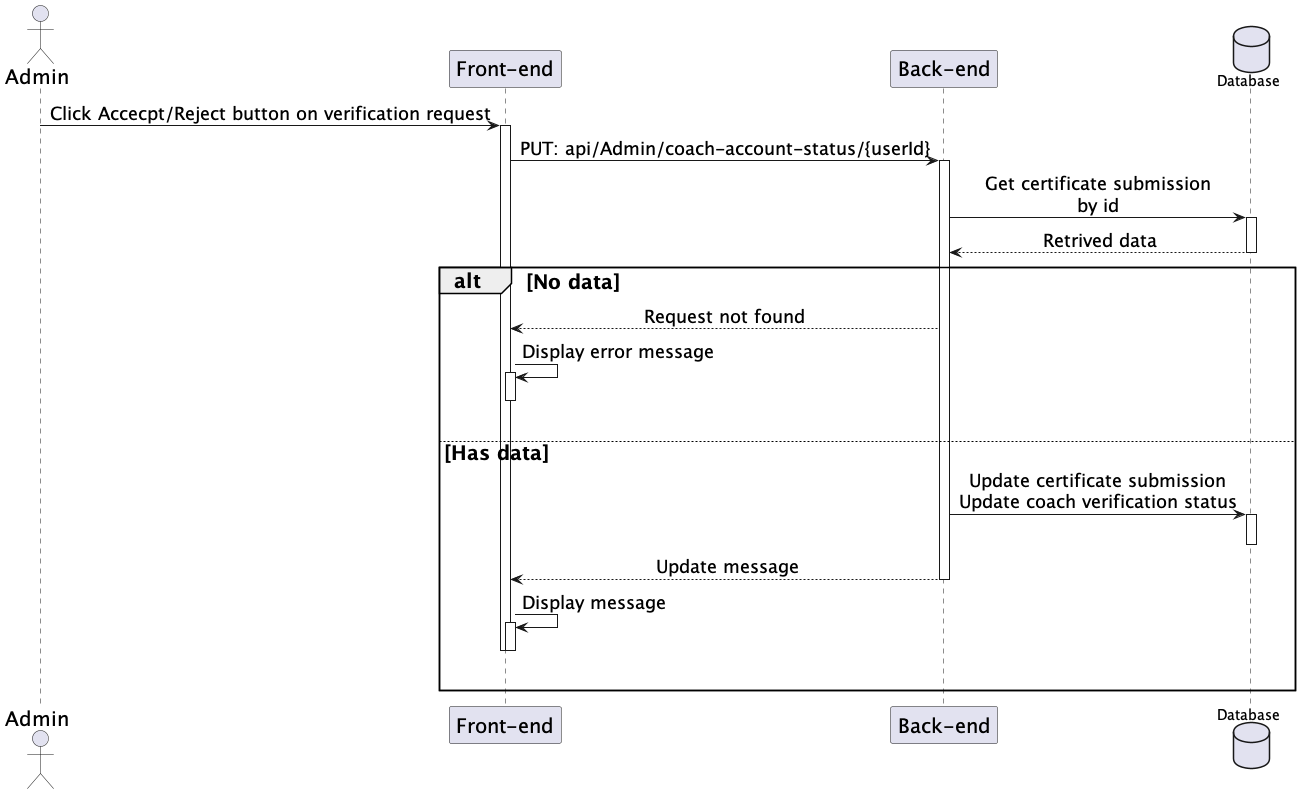 Admin
Front-end
Back-end
Database
Click Accecpt/Reject button on verification request
PUT: api/Admin/coach-account-status/{userId}
Get certificate submission
by id
Retrived data
alt
[No data]
Request not found
Display error message
[Has data]
Update certificate submission
Update coach verification status
Update message
Display message
Admin
Front-end
Back-end
Database